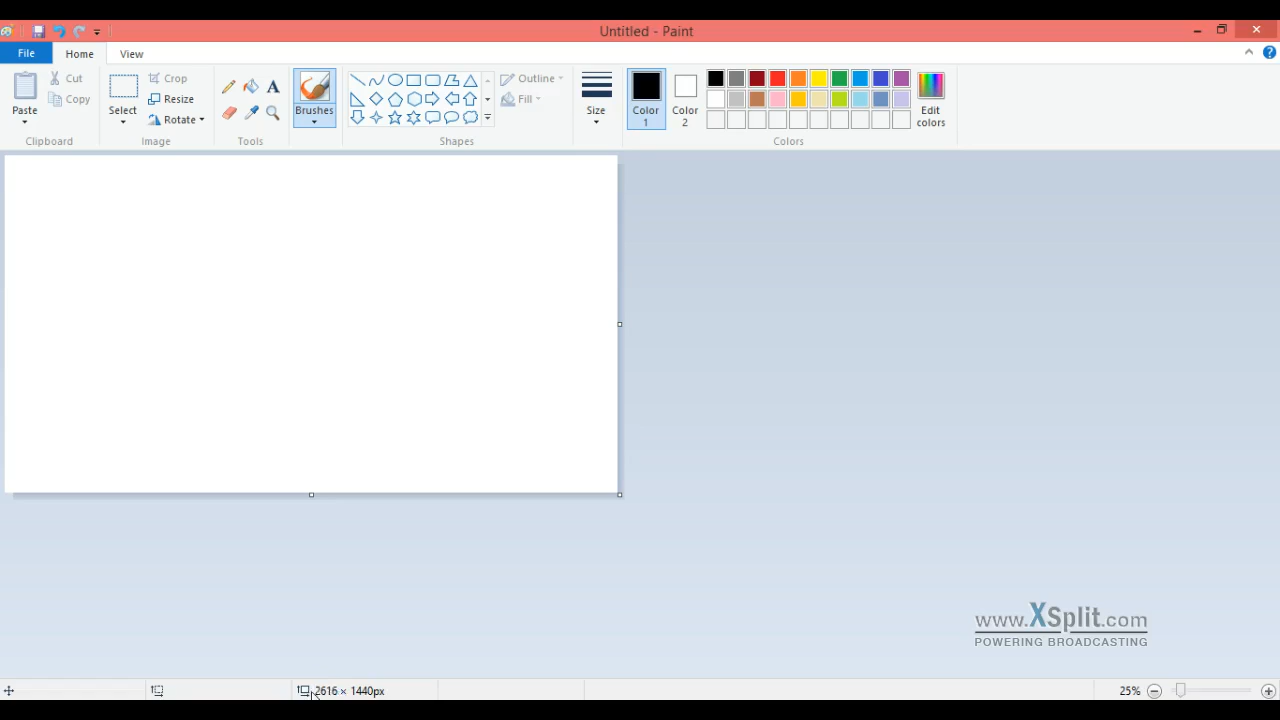 Untitled - Paint
File Home View
Paste
Cut
Copy
Clipboard
Select
Crop
Resize
Rotate
Image
A
Tools
Brushes
Outline
Fill
Shapes
Size
Color 1
Color 2
Edit colors
Colors
www.XSplit.com
POWERING BROADCASTING
2616 × 1440px
25%